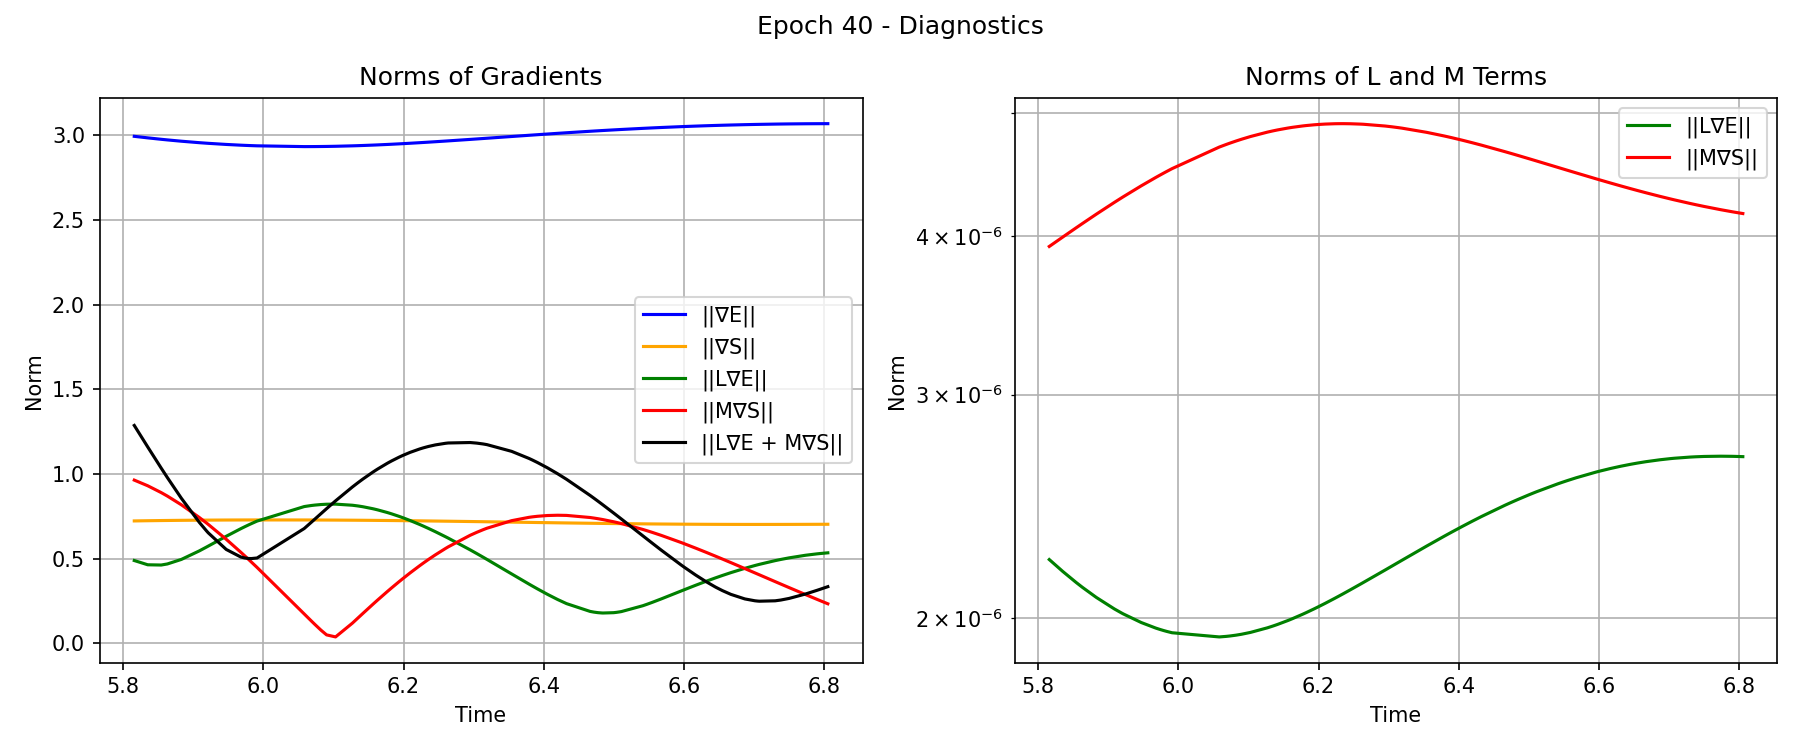 Epoch 40 - Diagnostics
Norms of Gradients
Norm
3.0
2.5
2.0
1.5
1.0
0.5
0.0
||∇E||
||∇S||
||L∇E||
||M∇S||
||L∇E + M∇S||
5.8 6.0 6.2 6.4 6.6 6.8
Time
Norms of L and M Terms
Norm
4 × 10⁻⁶
3 × 10⁻⁶
2 × 10⁻⁶
||L∇E||
||M∇S||
5.8 6.0 6.2 6.4 6.6 6.8
Time